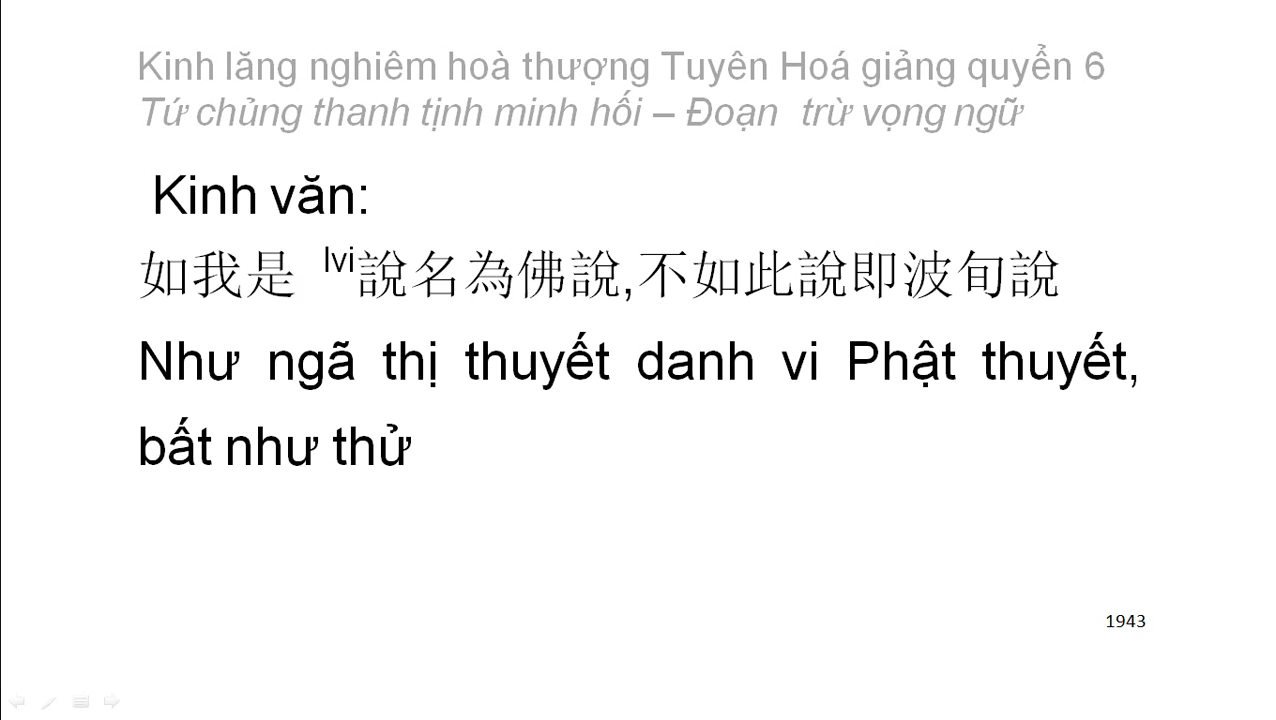 Kinh lăng nghiêm hoà thượng Tuyên Hoá giảng quyển 6
Tứ chủng thanh tịnh minh hối – Đoạn trừ vọng ngữ
Kinh văn:
如我是 lvi說名為佛說,不如此說即波旬說
Như ngã thị thuyết danh vi Phật thuyết,
bất như thử
1943